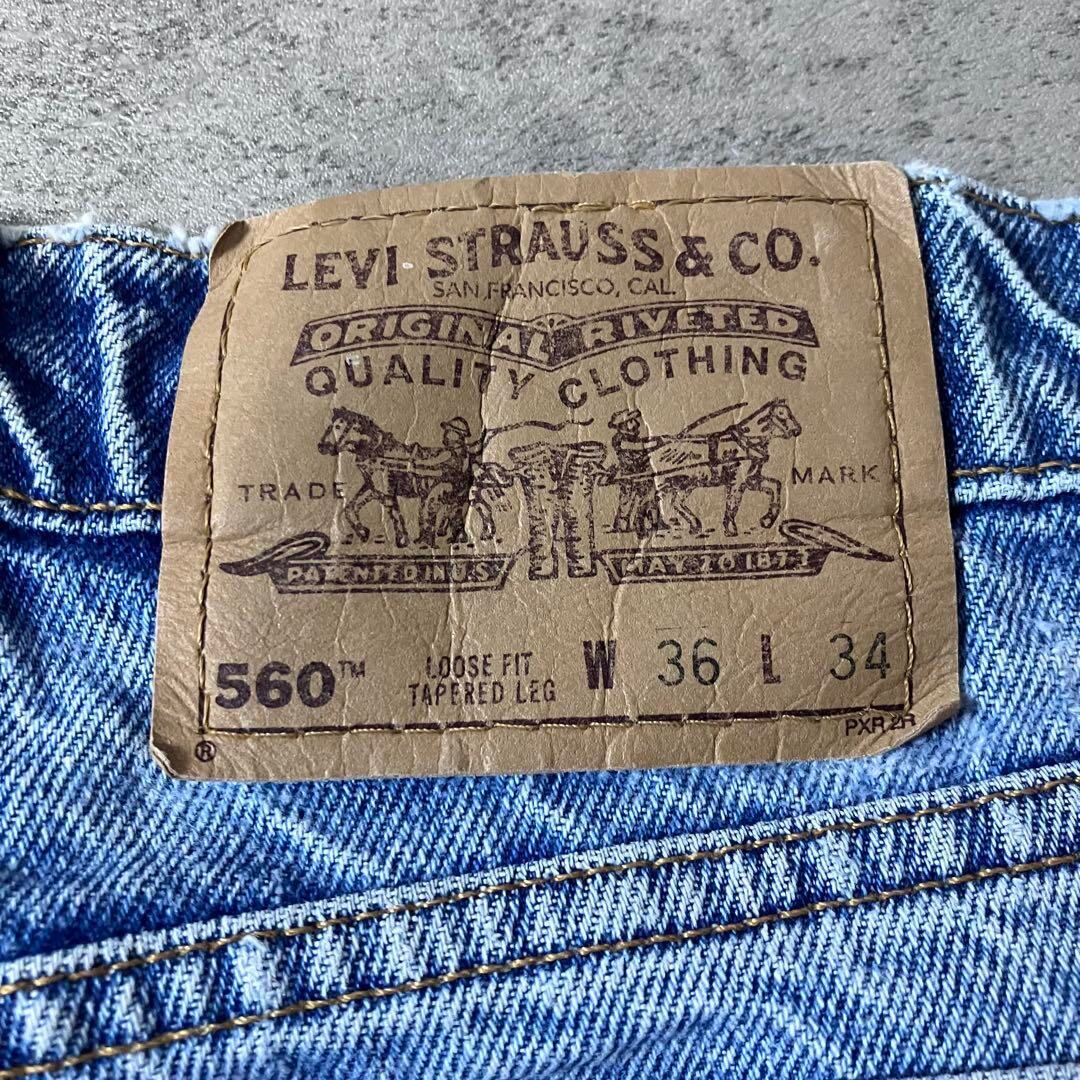 LEVI STRAUSS & CO.
SAN FRANCISCO, CAL.
ORIGINAL RIVETED
QUALITY CLOTHING
TRADE MARK
PATENTED IN U.S. MAY 20 1873
560™ LOOSE FIT W 36 L 34
TAPERED LEG
® PXR 2R